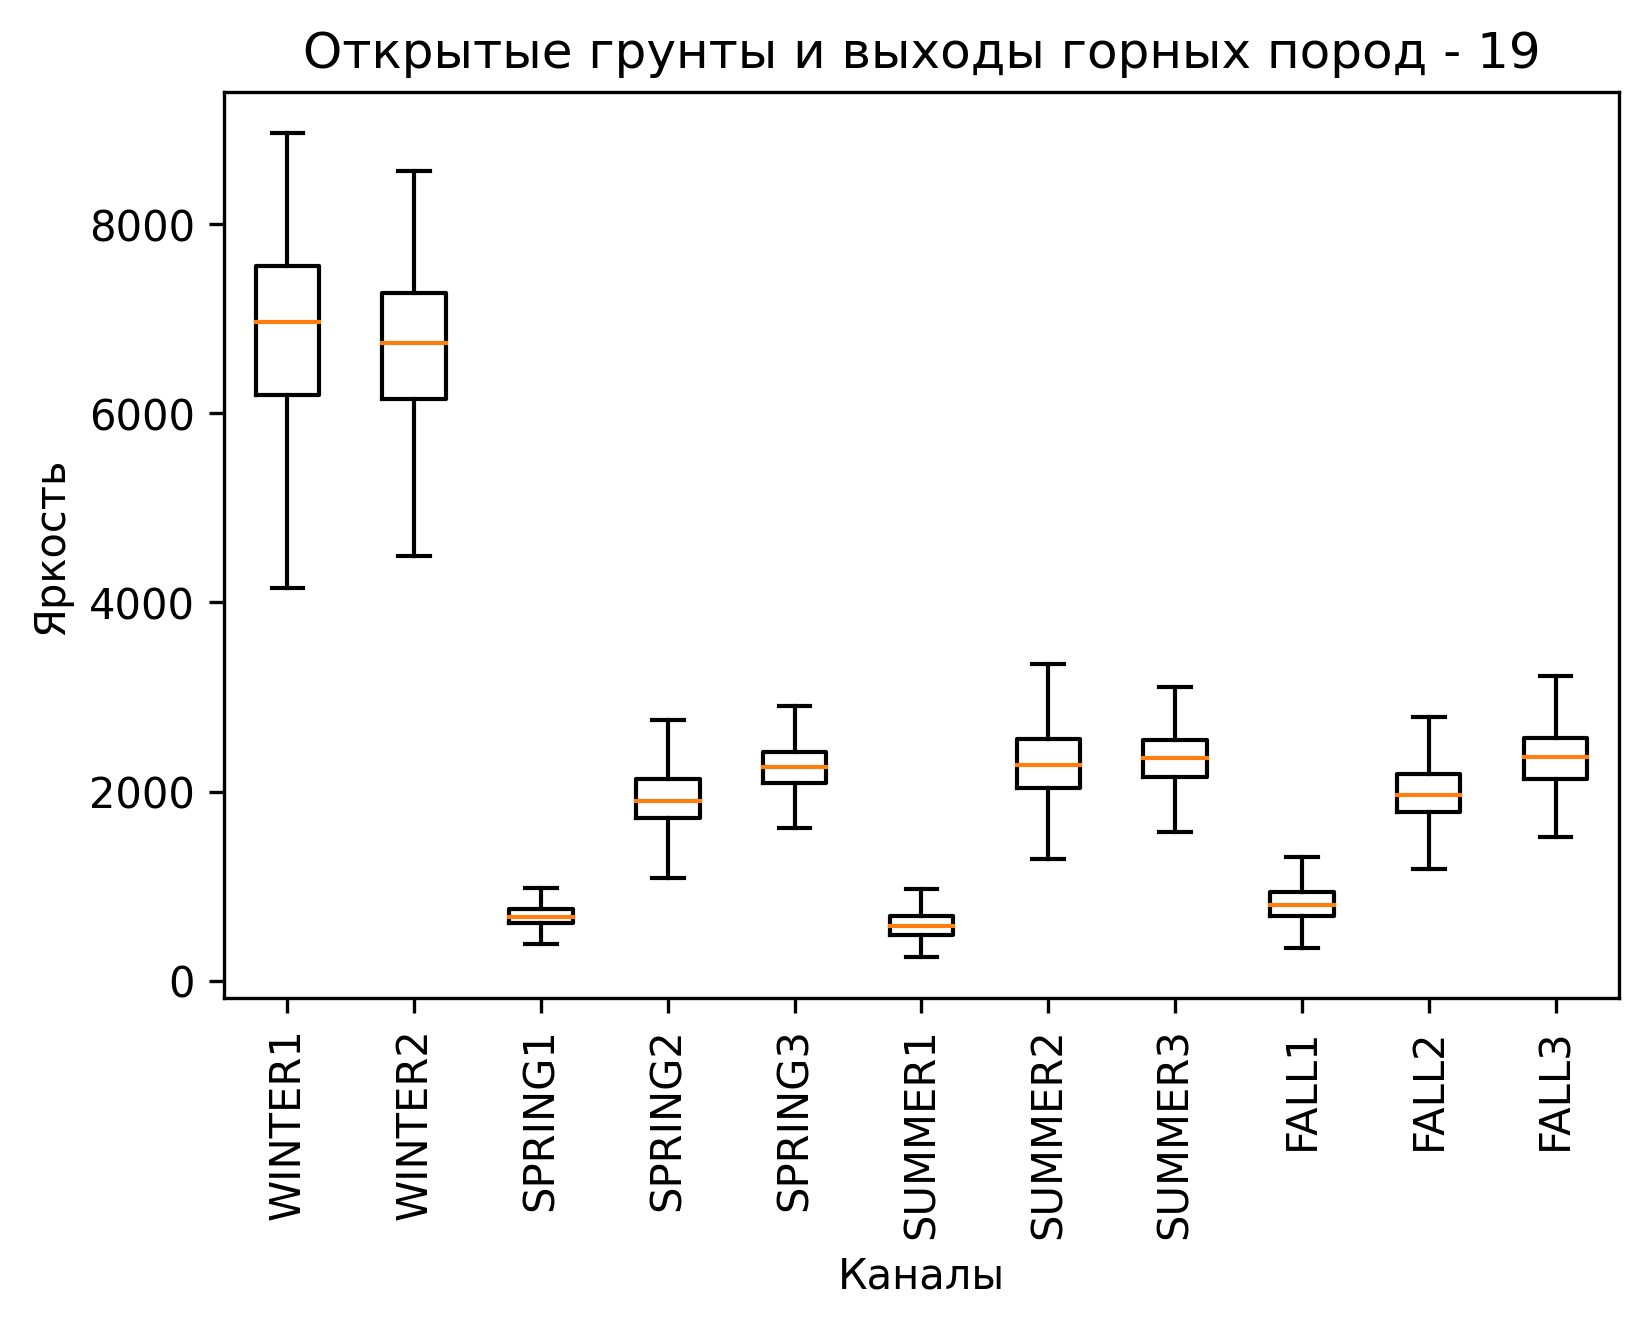 Открытые грунты и выходы горных пород - 19
Яркость
8000
6000
4000
2000
0
WINTER1
WINTER2
SPRING1
SPRING2
SPRING3
SUMMER1
SUMMER2
SUMMER3
FALL1
FALL2
FALL3
Каналы